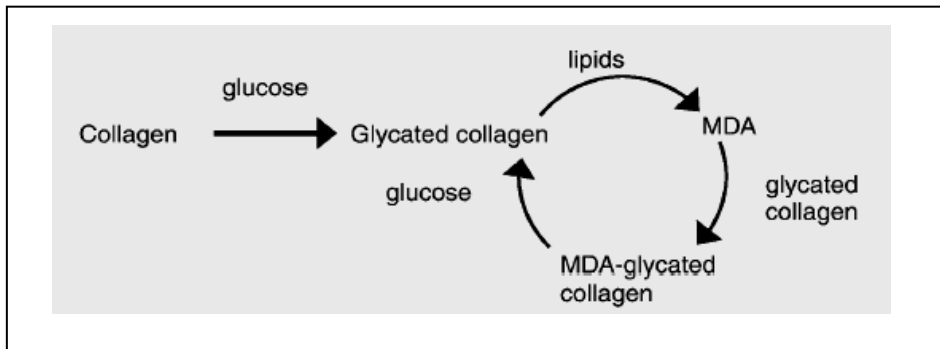 lipids
glucose
Collagen
Glycated collagen
MDA
glucose
glycated
collagen
MDA-glycated
collagen